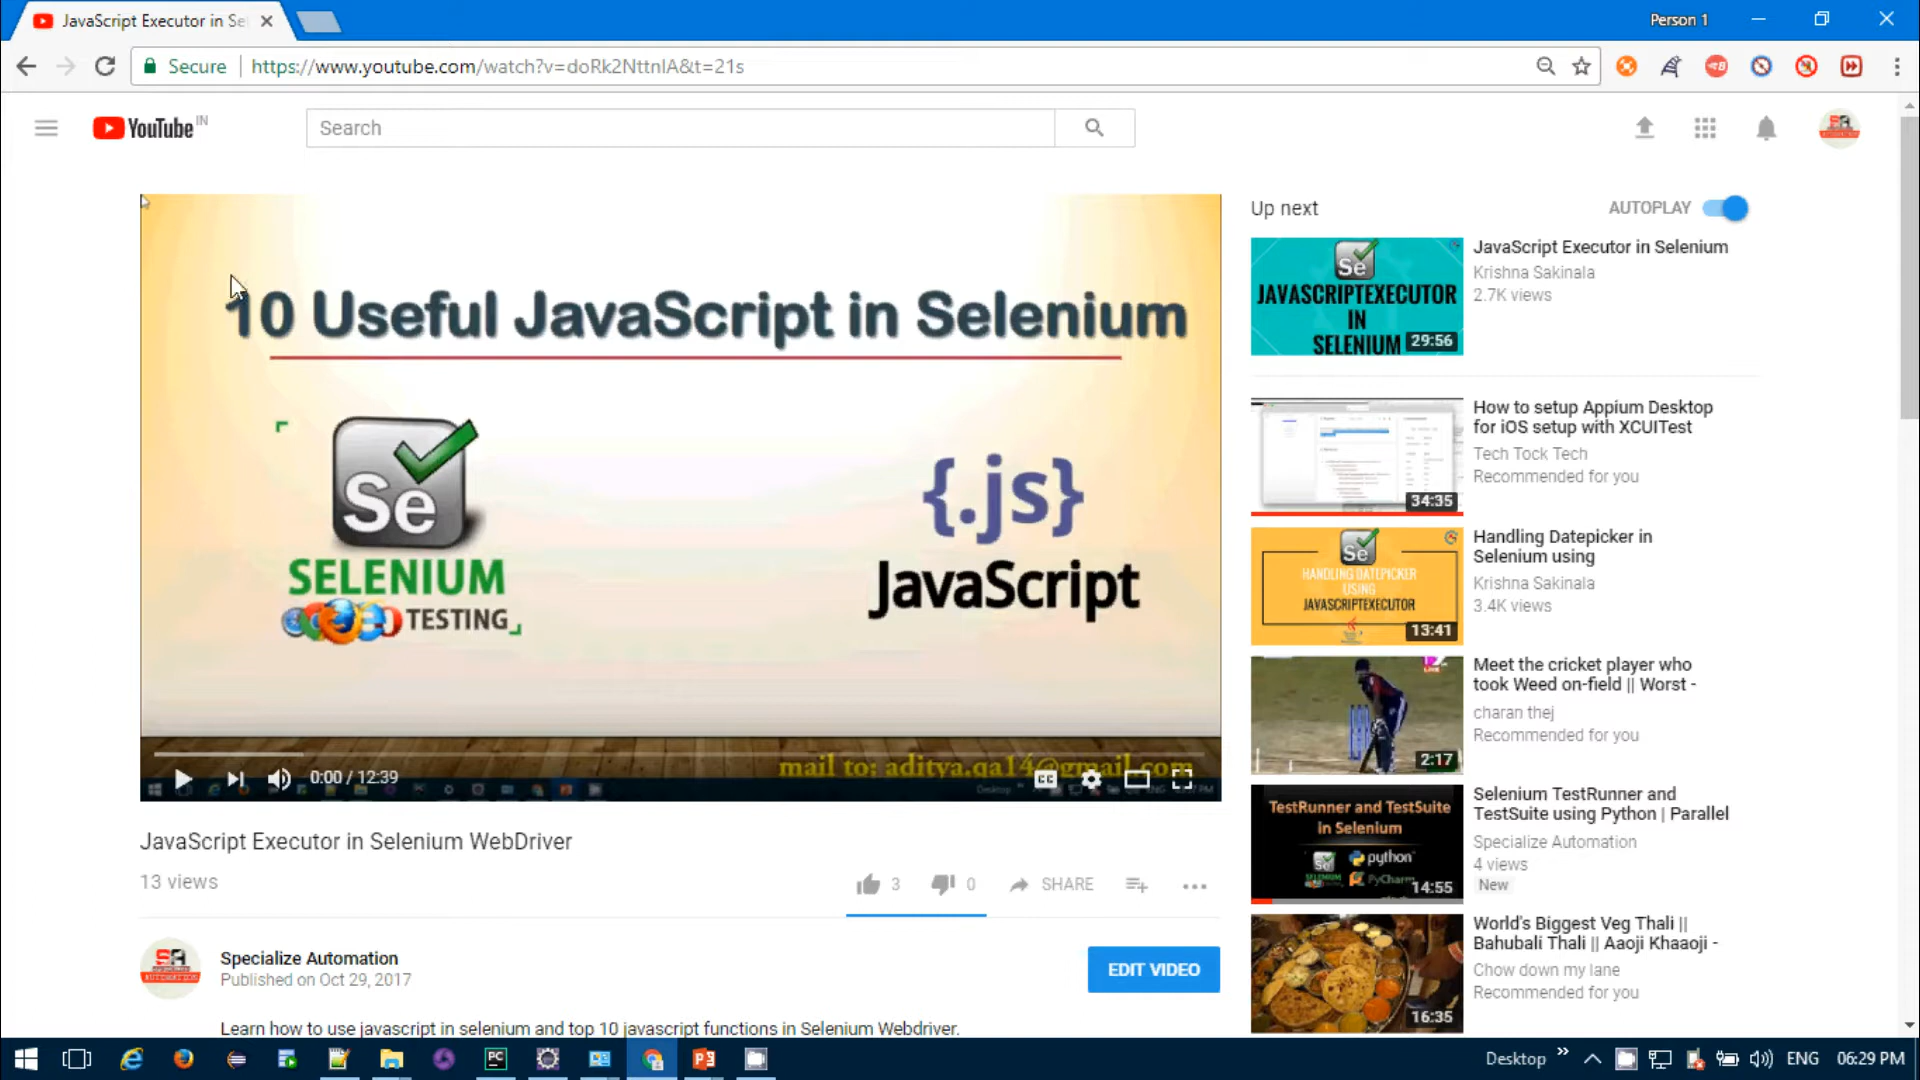 JavaScript Executor in Se
Person 1
Secure
https://www.youtube.com/watch?v=doRk2NttnIA&t=21s
YouTube IN
Search
Up next
AUTOPLAY
10 Useful JavaScript in Selenium
Se
SELENIUM
TESTING
{.js}
JavaScript
mail to: aditya.qa14@gmail.com
0:00 / 12:39
CC
JavaScript Executor in Selenium WebDriver
13 views
3
0
SHARE
Specialize Automation
Published on Oct 29, 2017
EDIT VIDEO
Learn how to use javascript in selenium and top 10 javascript functions in Selenium Webdriver.
Se
JAVASCRIPTEXECUTOR
IN
SELENIUM
29:56
JavaScript Executor in Selenium
Krishna Sakinala
2.7K views
34:35
How to setup Appium Desktop
for iOS setup with XCUITest
Tech Tock Tech
Recommended for you
Se
HANDLING DATEPICKER
USING
JAVASCRIPTEXECUTOR
13:41
Handling Datepicker in
Selenium using
Krishna Sakinala
3.4K views
2:17
Meet the cricket player who
took Weed on-field || Worst -
charan thej
Recommended for you
TestRunner and TestSuite
in Selenium
Se
python
SELENIUM
PyCharm
14:55
Selenium TestRunner and
TestSuite using Python | Parallel
Specialize Automation
4 views
New
16:35
World's Biggest Veg Thali ||
Bahubali Thali || Aaoji Khaaoji -
Chow down my lane
Recommended for you
PC
Desktop
ENG
06:29 PM